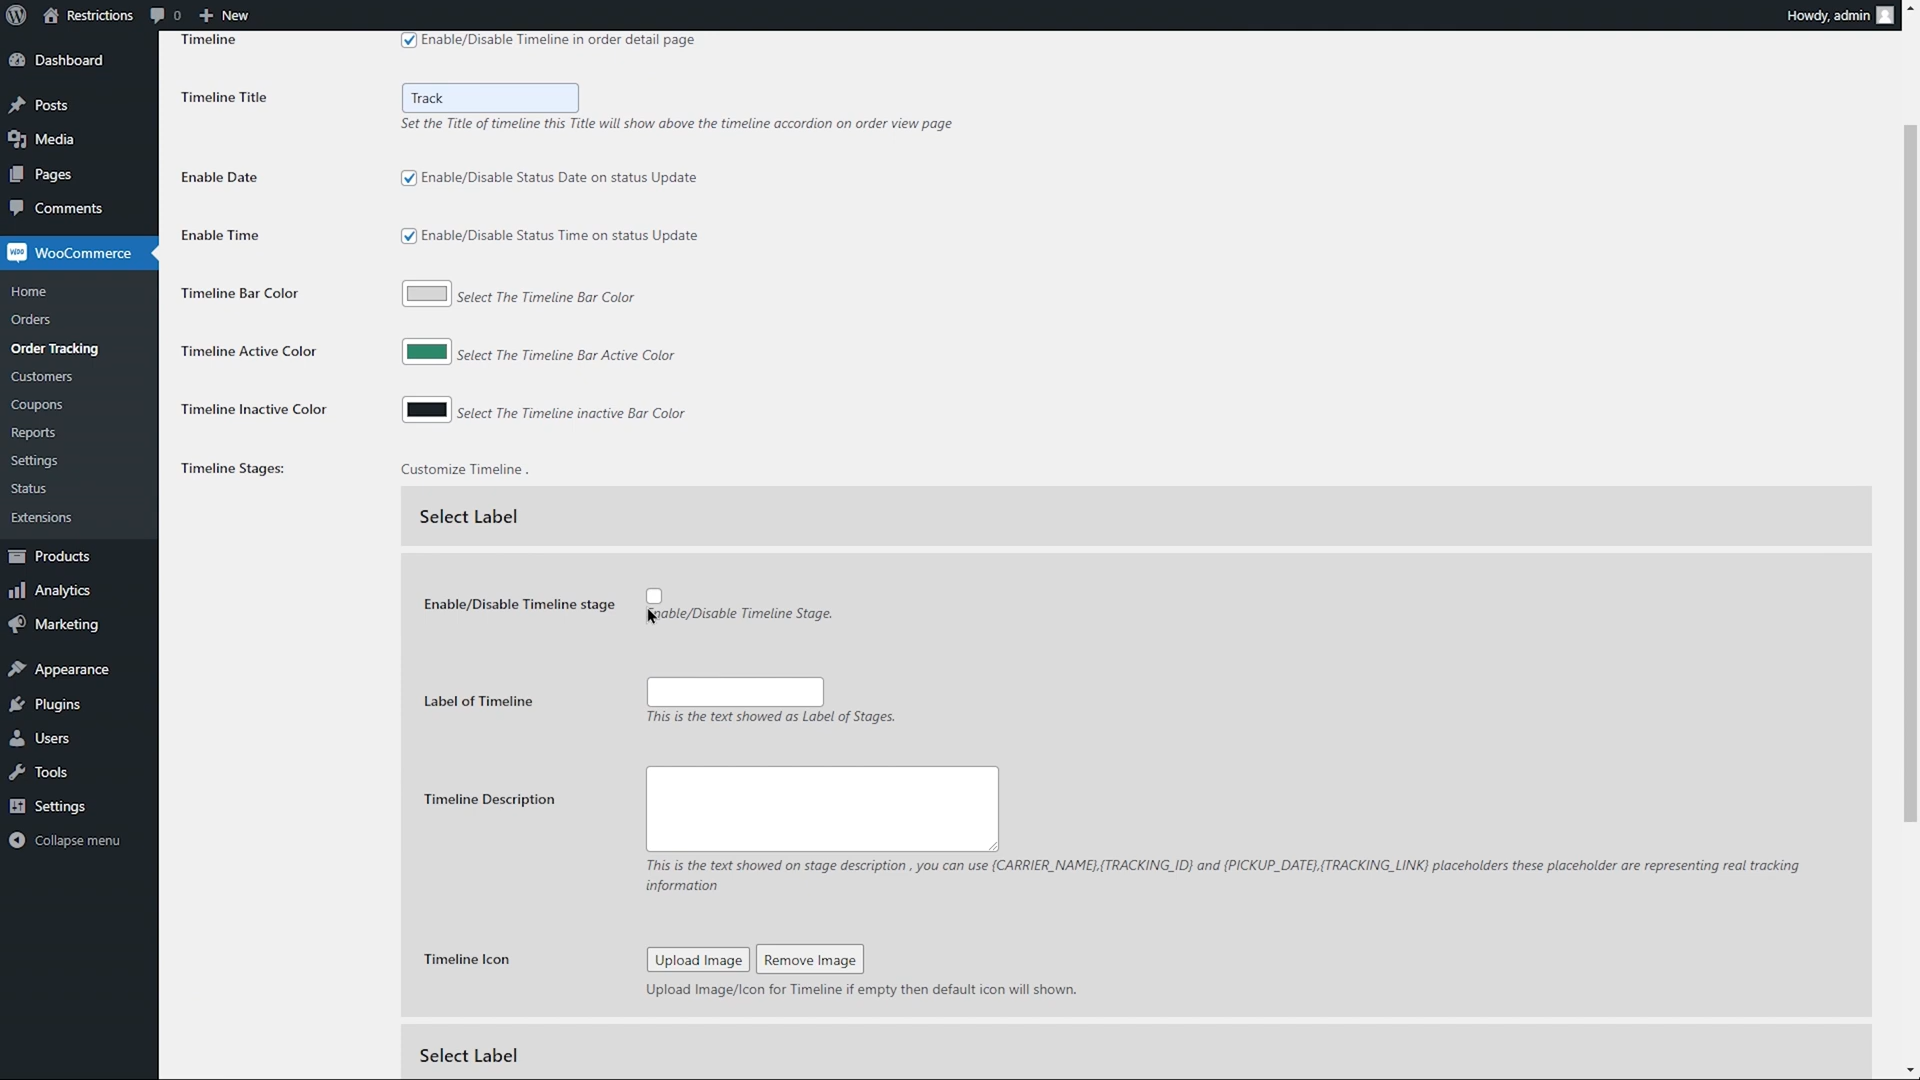 Restrictions
0
New
Howdy, admin
Dashboard
Posts
Media
Pages
Comments
WooCommerce
Home
Orders
Order Tracking
Customers
Coupons
Reports
Settings
Status
Extensions
Products
Analytics
Marketing
Appearance
Plugins
Users
Tools
Settings
Collapse menu
Timeline
Enable/Disable Timeline in order detail page
Timeline Title
Track
Set the Title of timeline this Title will show above the timeline accordion on order view page
Enable Date
Enable/Disable Status Date on status Update
Enable Time
Enable/Disable Status Time on status Update
Timeline Bar Color
Select The Timeline Bar Color
Timeline Active Color
Select The Timeline Bar Active Color
Timeline Inactive Color
Select The Timeline inactive Bar Color
Timeline Stages:
Customize Timeline .
Select Label
Enable/Disable Timeline stage
Enable/Disable Timeline Stage.
Label of Timeline
This is the text showed as Label of Stages.
Timeline Description
This is the text showed on stage description , you can use {CARRIER_NAME},{TRACKING_ID} and {PICKUP_DATE},{TRACKING_LINK} placeholders these placeholder are representing real tracking
information
Timeline Icon
Upload Image
Remove Image
Upload Image/Icon for Timeline if empty then default icon will shown.
Select Label